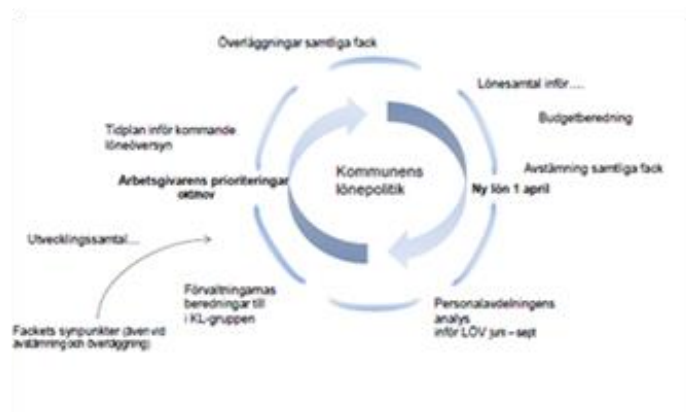 Överläggningar samtliga fack
Lönesamtal inför....
Budgetberedning
Tidplan inför kommande
löneöversyn
Avstämning samtliga fack
Kommunens
lönepolitik
Arbetsgivarens prioriteringar
okt/nov
Ny lön 1 april
Utvecklingssamtal...
Förvaltningarnas
beredningar till
i KL-gruppen
Personalavdelningens
analys
inför LÖV juni – sept
Fackets synpunkter (även vid
avstämning och överläggning)